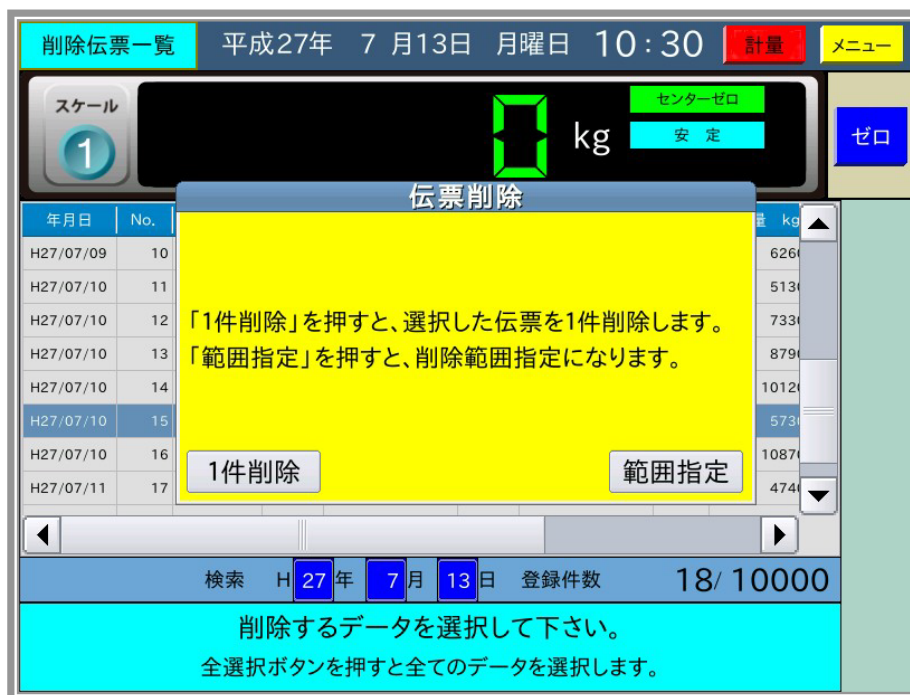 削除伝票一覧 平成27年 7月13日 月曜日 10:30 計量 メニュー
スケール
1
0 kg
センターゼロ
安 定
ゼロ
伝票削除
年月日 No. kg
H27/07/09 10 626
H27/07/10 11 513
H27/07/10 12 733
H27/07/10 13 879
H27/07/10 14 1012
H27/07/10 15 573
H27/07/10 16 1087
H27/07/11 17 474
「1件削除」を押すと、選択した伝票を1件削除します。
「範囲指定」を押すと、削除範囲指定になります。
1件削除 範囲指定
検索 H 27 年 7 月 13 日 登録件数 18/ 10000
削除するデータを選択して下さい。
全選択ボタンを押すと全てのデータを選択します。